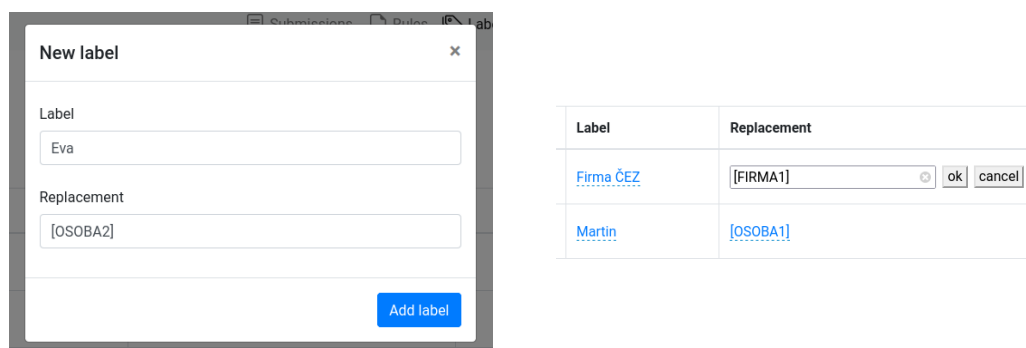 Submissions Rules
New label ×
Label
Eva
Replacement
[OSOBA2]
Add label
Label Replacement
Firma ČEZ [FIRMA1] ok cancel
Martin [OSOBA1]